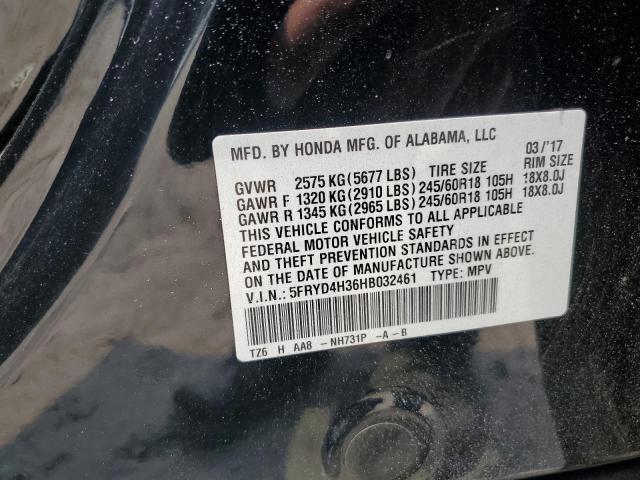 MFD. BY HONDA MFG. OF ALABAMA, LLC 03/'17
GVWR 2575 KG(5677 LBS) TIRE SIZE RIM SIZE
GAWR F 1320 KG(2910 LBS) 245/60R18 105H 18X8.0J
GAWR R 1345 KG(2965 LBS) 245/60R18 105H 18X8.0J
THIS VEHICLE CONFORMS TO ALL APPLICABLE
FEDERAL MOTOR VEHICLE SAFETY
AND THEFT PREVENTION STANDARDS IN EFFECT
ON THE DATE OF MANUFACTURE SHOWN ABOVE.
V.I.N.: 5FRYD4H36HB032461 TYPE: MPV
TZ6 H AA8 -NH731P -A-B